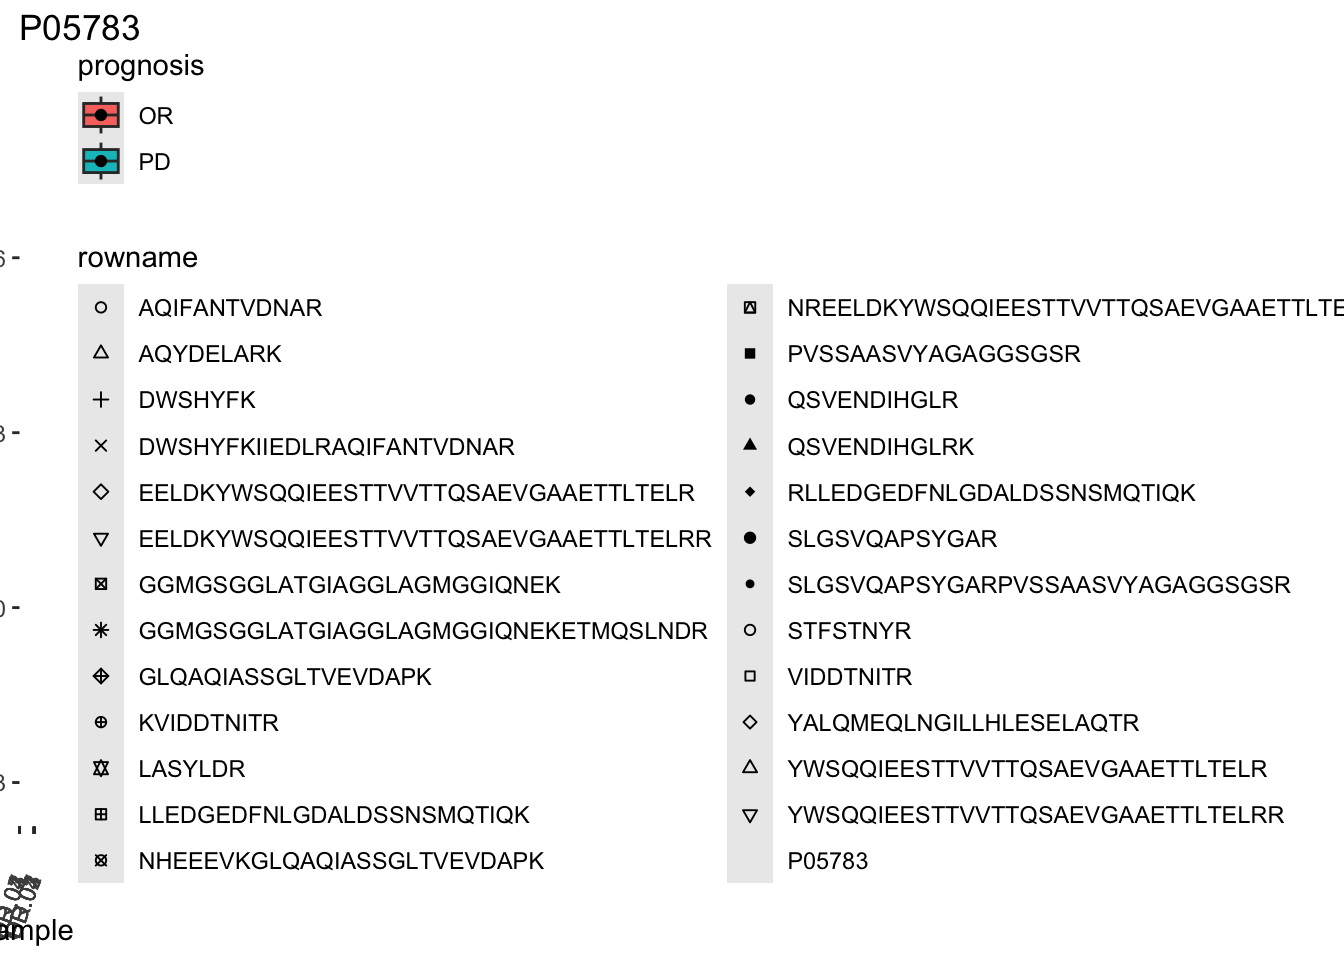 P05783
prognosis
OR
PD
rowname
AQIFANTVDNAR
AQYDELARK
DWSHYFK
DWSHYFKIIEDLRAQIFANTVDNAR
EELDKYWSQQIEESTTVVTTQSAEVGAAETTLTELR
EELDKYWSQQIEESTTVVTTQSAEVGAAETTLTELRR
GGMGSGGLATGIAGGLAGMGGIQNEK
GGMGSGGLATGIAGGLAGMGGIQNEKETMQSLNDR
GLQAQIASSGLTVEVDAPK
KVIDDTNITR
LASYLDR
LLEDGEDFNLGDALDSSNSMQTIQK
NHEEEVKGLQAQIASSGLTVEVDAPK
NREELDKYWSQQIEESTTVVTTQSAEVGAAETTLTE
PVSSAASVYAGAGGSGSR
QSVENDIHGLR
QSVENDIHGLRK
RLLEDGEDFNLGDALDSSNSMQTIQK
SLGSVQAPSYGAR
SLGSVQAPSYGARPVSSAASVYAGAGGSGSR
STFSTNYR
VIDDTNITR
YALQMEQLNGILLHLESELAQTR
YWSQQIEESTTVVTTQSAEVGAAETTLTELR
YWSQQIEESTTVVTTQSAEVGAAETTLTELRR
P05783
6
3
0
3
ample